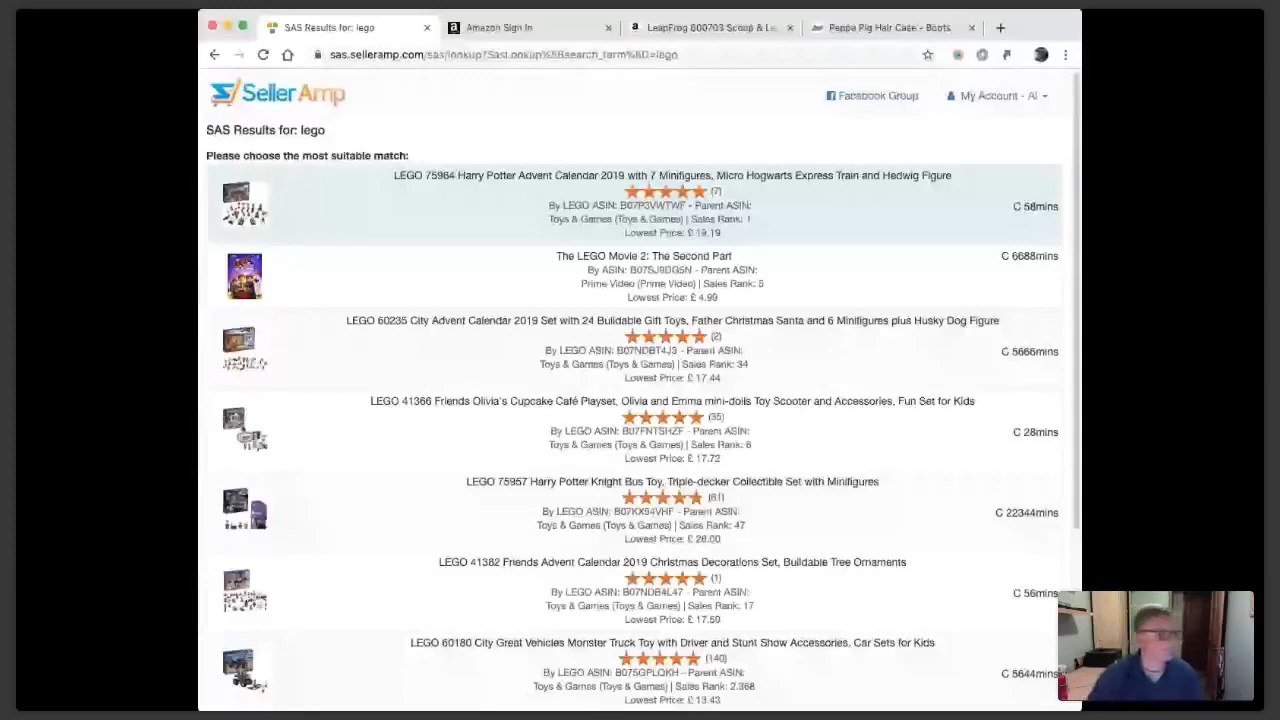 SAS Results for: lego
Amazon Sign In
LeapFrog 600703 Scoop & Le
Peppa Pig Hair Case - Boots
sas.selleramp.com/sas/lookup?SasLookup%5Bsearch_term%5D=lego
SellerAmp
Facebook Group
My Account - Al
SAS Results for: lego
Please choose the most suitable match:
LEGO 75964 Harry Potter Advent Calendar 2019 with 7 Minifigures, Micro Hogwarts Express Train and Hedwig Figure
(7)
By LEGO ASIN: B07P3VWTWF - Parent ASIN:
C 58mins
Toys & Games (Toys & Games) | Sales Rank: 1
Lowest Price: £ 19.19
The LEGO Movie 2: The Second Part
C 6688mins
By ASIN: B075J9DG5N - Parent ASIN:
Prime Video (Prime Video) | Sales Rank: 5
Lowest Price: £ 4.99
LEGO 60235 City Advent Calendar 2019 Set with 24 Buildable Gift Toys, Father Christmas Santa and 6 Minifigures plus Husky Dog Figure
(2)
By LEGO ASIN: B07NDBT4J3 - Parent ASIN:
C 5666mins
Toys & Games (Toys & Games) | Sales Rank: 34
Lowest Price: £ 17.44
LEGO 41366 Friends Olivia's Cupcake Café Playset, Olivia and Emma mini-dolls Toy Scooter and Accessories, Fun Set for Kids
(35)
By LEGO ASIN: B07FNTSHZF - Parent ASIN:
C 28mins
Toys & Games (Toys & Games) | Sales Rank: 6
Lowest Price: £ 17.72
LEGO 75957 Harry Potter Knight Bus Toy, Triple-decker Collectible Set with Minifigures
(61)
By LEGO ASIN: B07KX54VHF - Parent ASIN:
C 22344mins
Toys & Games (Toys & Games) | Sales Rank: 47
Lowest Price: £ 28.00
LEGO 41382 Friends Advent Calendar 2019 Christmas Decorations Set, Buildable Tree Ornaments
(1)
By LEGO ASIN: B07NDB4L47 - Parent ASIN:
C 56mins
Toys & Games (Toys & Games) | Sales Rank: 17
Lowest Price: £ 17.59
LEGO 60180 City Great Vehicles Monster Truck Toy with Driver and Stunt Show Accessories, Car Sets for Kids
(140)
By LEGO ASIN: B075GPLQKH - Parent ASIN:
C 5644mins
Toys & Games (Toys & Games) | Sales Rank: 2,368
Lowest Price: £ 13.43